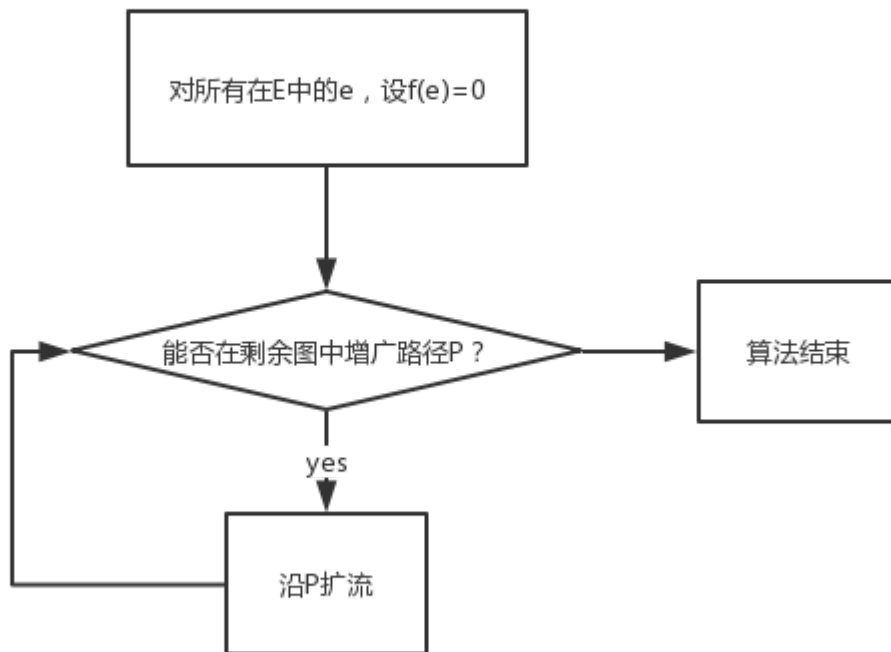 对所有在E中的e，设f(e)=0
能否在剩余图中增广路径P？
算法结束
yes
沿P扩流